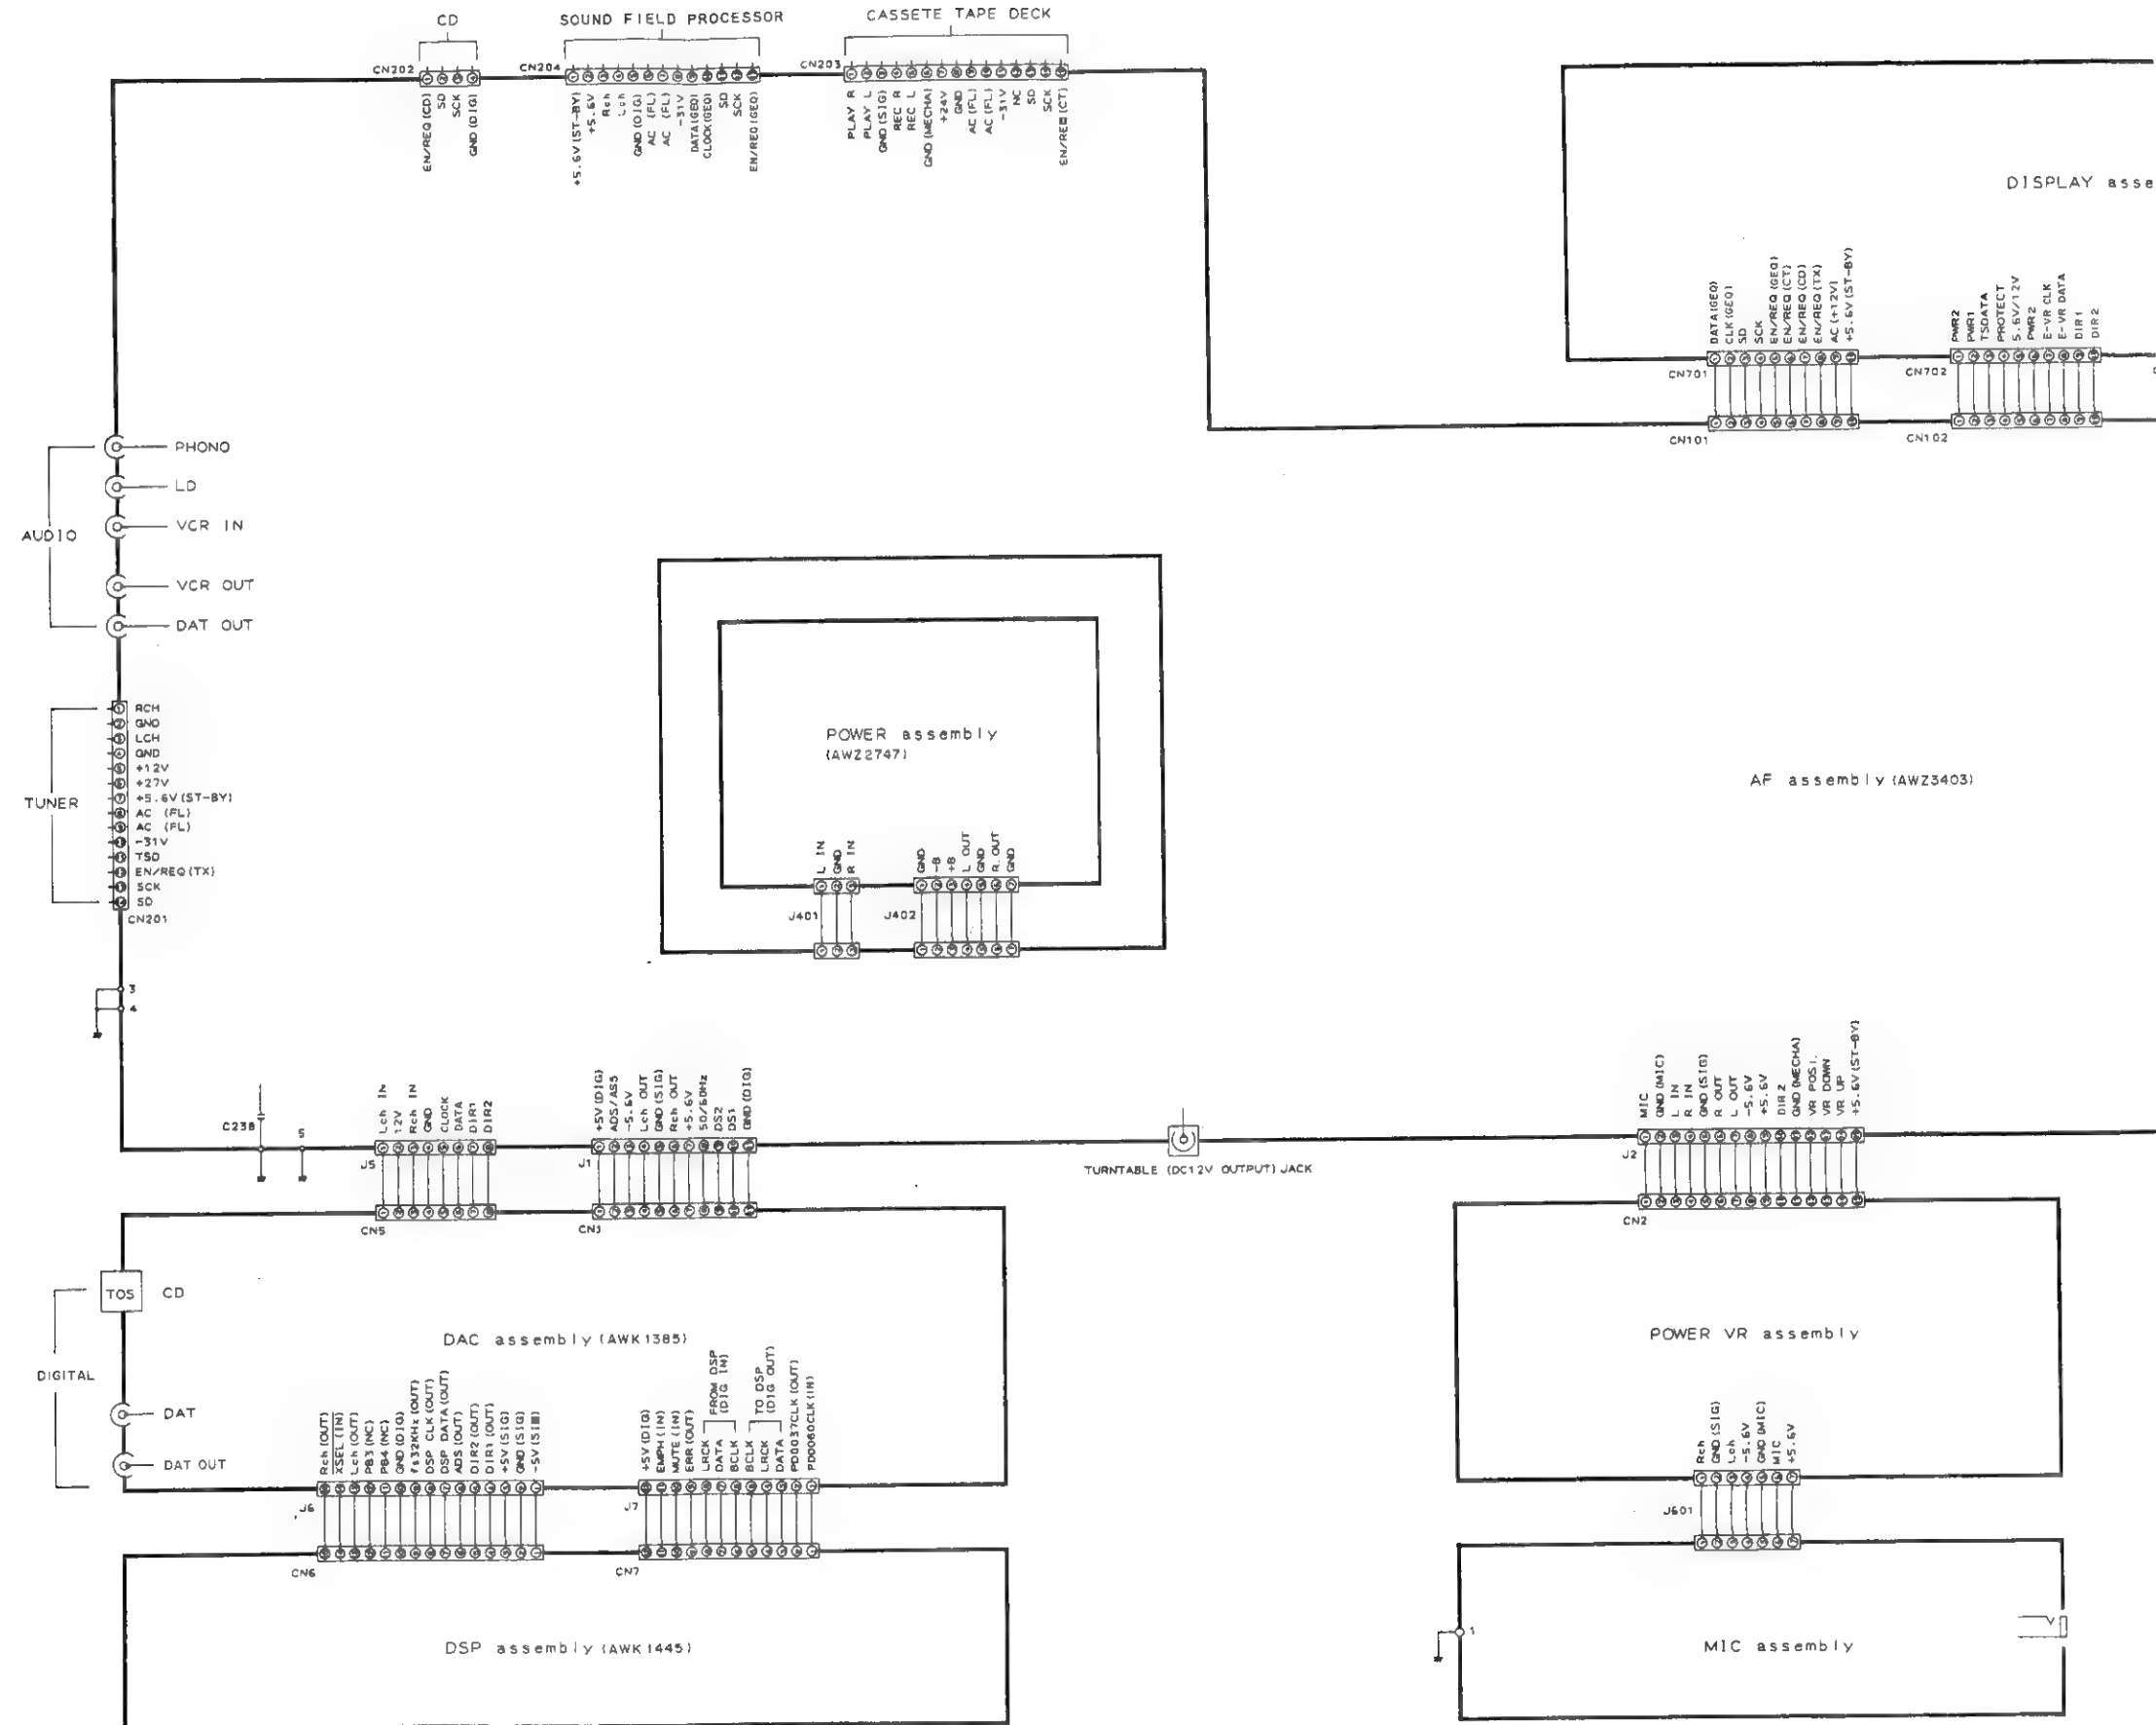 CD
SOUND FIELD PROCESSOR
CASSETE TAPE DECK
CN202
CN204
CN203
EN/REQ (CD)
SD
SCK
GND (DIG)
+5.6V (ST-BY)
+5.6V
Rch
Lch
GND (DIG)
AC (FL)
AC (FL)
-31V
DATA (GEQ)
CLOCK (GEQ)
SD
SCK
EN/REQ (GEQ)
PLAY R
PLAY L
GND (SIG)
REC R
REC L
GND (MECHA)
+24V
GND
AC (FL)
AC (FL)
-31V
NC
SD
SCK
EN/RE (CT)
DISPLAY asse
DATA (GEQ)
CLK (GEQ)
SD
SCK
EN/REQ (GEQ)
EN/REQ (CT)
EN/REQ (CD)
EN/REQ (TX)
AC (+12V)
+5.6V (ST-BY)
PWR2
PWR1
TSDATA
PROTECT
5.6V/12V
PWR2
E-VR CLK
E-VR DATA
DIR1
DIR2
CN701
CN702
CN101
CN102
AUDIO
PHONO
LD
VCR IN
VCR OUT
DAT OUT
TUNER
RCH
GND
LCH
GND
+12V
+27V
+5.6V (ST-BY)
AC (FL)
AC (FL)
-31V
TSD
EN/REQ (TX)
SCK
SD
CN201
3
4
POWER assembly
(AWZ2747)
L IN
GND
R IN
GND
-B
+B
L OUT
GND
R OUT
GND
J401
J402
AF assembly (AWZ3403)
C238
5
Lch IN
12V
Rch IN
GND
CLOCK
DATA
DIR1
DIR2
J5
+5V (DIG)
ADS/AS5
-5.6V
Lch OUT
GND (SIG)
Rch OUT
+5.6V
50/60Hz
DS2
DS1
GND (DIG)
J1
TURNTABLE (DC12V OUTPUT) JACK
MIC
GND (MIC)
L IN
R IN
GND (SIG)
R OUT
L OUT
-5.6V
+5.6V
DIR2
GND (MECHA)
VR POSI.
VR DOWN
VR UP
+5.6V (ST-BY)
J2
CN5
CN2
DIGITAL
TOS
CD
DAT
DAT OUT
DAC assembly (AWK1385)
Rch (OUT)
XSEL (IN)
Lch (OUT)
PB3 (NC)
PB4 (NC)
GND (DIG)
fs32KHz (OUT)
DSP CLK (OUT)
DSP DATA (OUT)
ADS (OUT)
DIR2 (OUT)
DIR1 (OUT)
+5V (SIG)
GND (SIG)
J6
+5V (DIG)
EMPH (IN)
MUTE (IN)
ERR (OUT)
LRCK
DATA
BCLK
FROM DSP
(DIG IN)
BCLK
LRCK
DATA
TO DSP
(DIG OUT)
PD0037CLK (OUT)
PD0060CLK (IN)
J7
CN6
CN7
DSP assembly (AWK1445)
POWER VR assembly
Rch
GND (SIG)
Lch
-5.6V
GND (MIC)
MIC
+5.6V
J601
1
MIC assembly